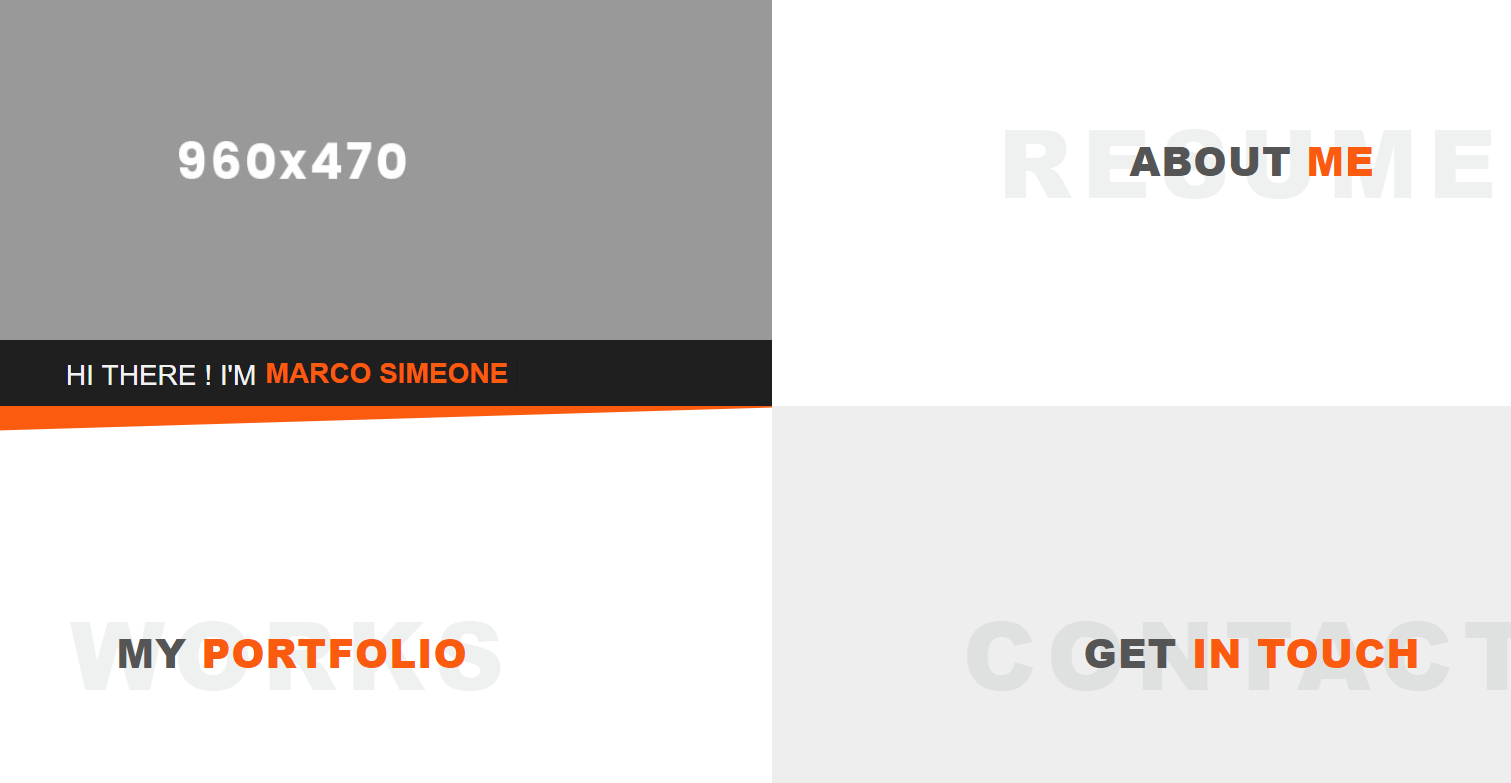 960x470
HI THERE ! I'M MARCO SIMEONE
RESUME
ABOUT ME
WORKS
MY PORTFOLIO
CONTACT
GET IN TOUCH